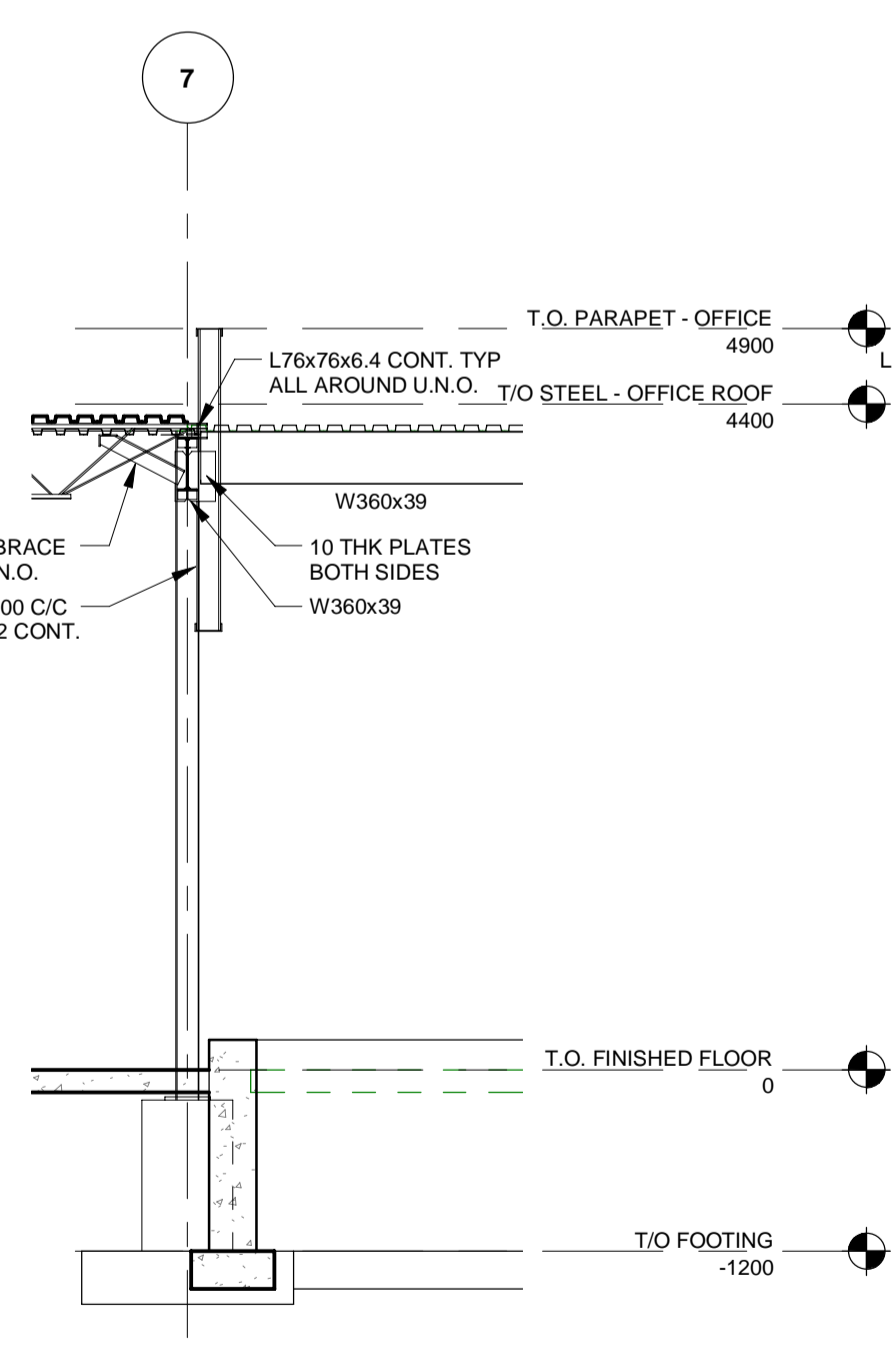 7
T.O. PARAPET - OFFICE
4900
L
L76x76x6.4 CONT. TYP
ALL AROUND U.N.O.
T/O STEEL - OFFICE ROOF
4400
W360x39
BRACE
N.O.
10 THK PLATES
BOTH SIDES
00 C/C
2 CONT.
W360x39
T.O. FINISHED FLOOR
0
T/O FOOTING
-1200